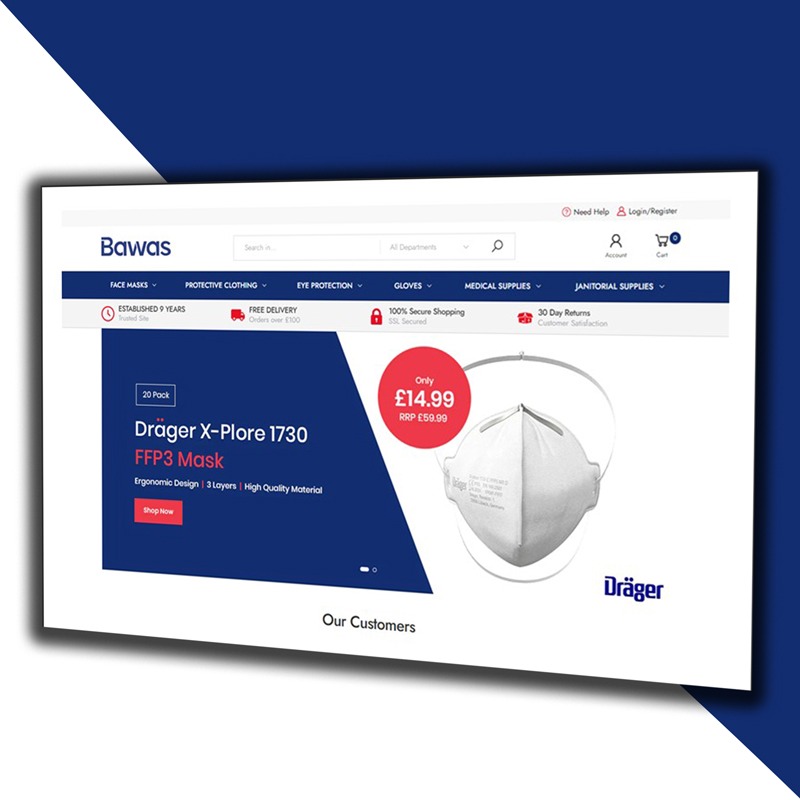 Need Help Login/Register
Bawas
Search in... All Departments
Account Cart 0
FACE MASKS PROTECTIVE CLOTHING EYE PROTECTION GLOVES MEDICAL SUPPLIES JANITORIAL SUPPLIES
ESTABLISHED 9 YEARS
Trusted Site
FREE DELIVERY
Orders over £100
100% Secure Shopping
SSL Secured
30 Day Returns
Customer Satisfaction
20 Pack
Dräger X-Plore 1730
FFP3 Mask
Ergonomic Design | 3 Layers | High Quality Material
Shop Now
Only
£14.99
RRP £59.99
Dräger
Dräger
Our Customers